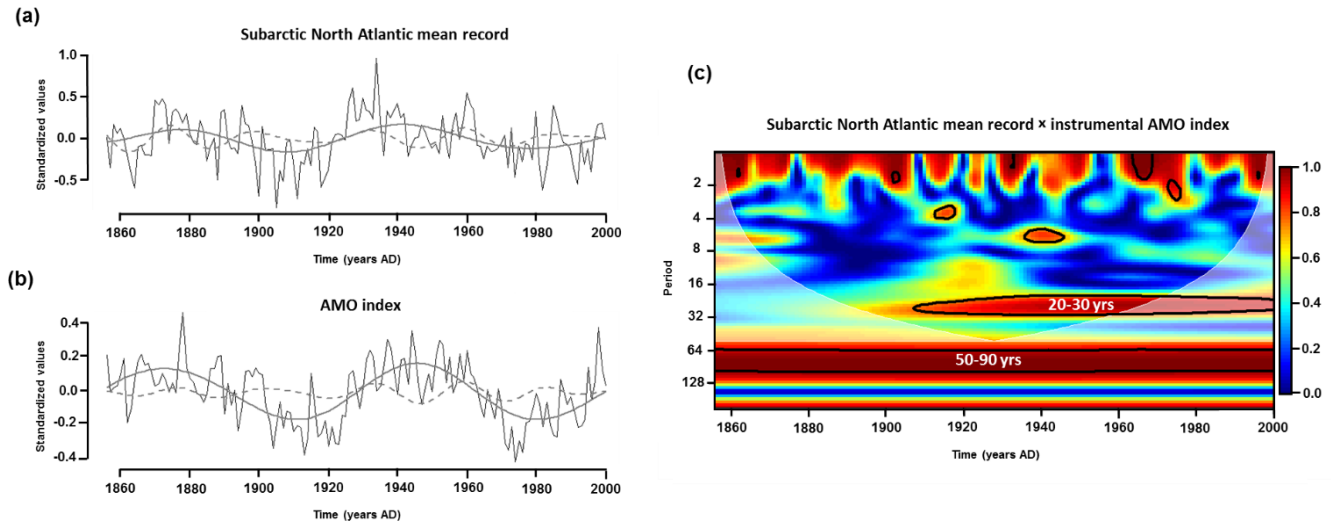 (a)
Subarctic North Atlantic mean record
Standardized values
1.0
0.5
0.0
-0.5
1860 1880 1900 1920 1940 1960 1980 2000
Time (years AD)
(b)
AMO index
Standardized values
0.4
0.2
0.0
-0.2
-0.4
1860 1880 1900 1920 1940 1960 1980 2000
Time (years AD)
(c)
Subarctic North Atlantic mean record × instrumental AMO index
Period
2
4
8
16
32
64
128
20-30 yrs
50-90 yrs
1860 1880 1900 1920 1940 1960 1980 2000
Time (years AD)
1.0
0.8
0.6
0.4
0.2
0.0